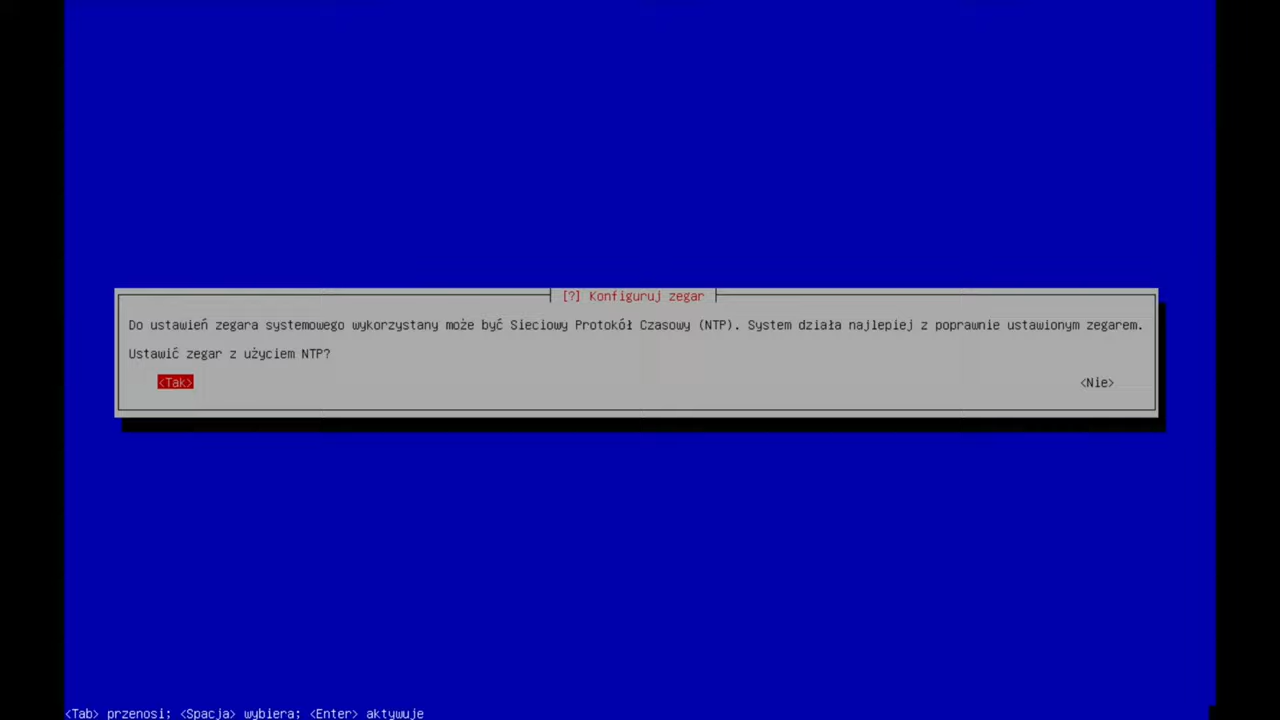 [?] Konfiguruj zegar
Do ustawień zegara systemowego wykorzystany może być Sieciowy Protokół Czasowy (NTP). System działa najlepiej z poprawnie ustawionym zegarem.
Ustawić zegar z użyciem NTP?
<Tak> <Nie>
<Tab> przenosi; <Spacja> wybiera; <Enter> aktywuje